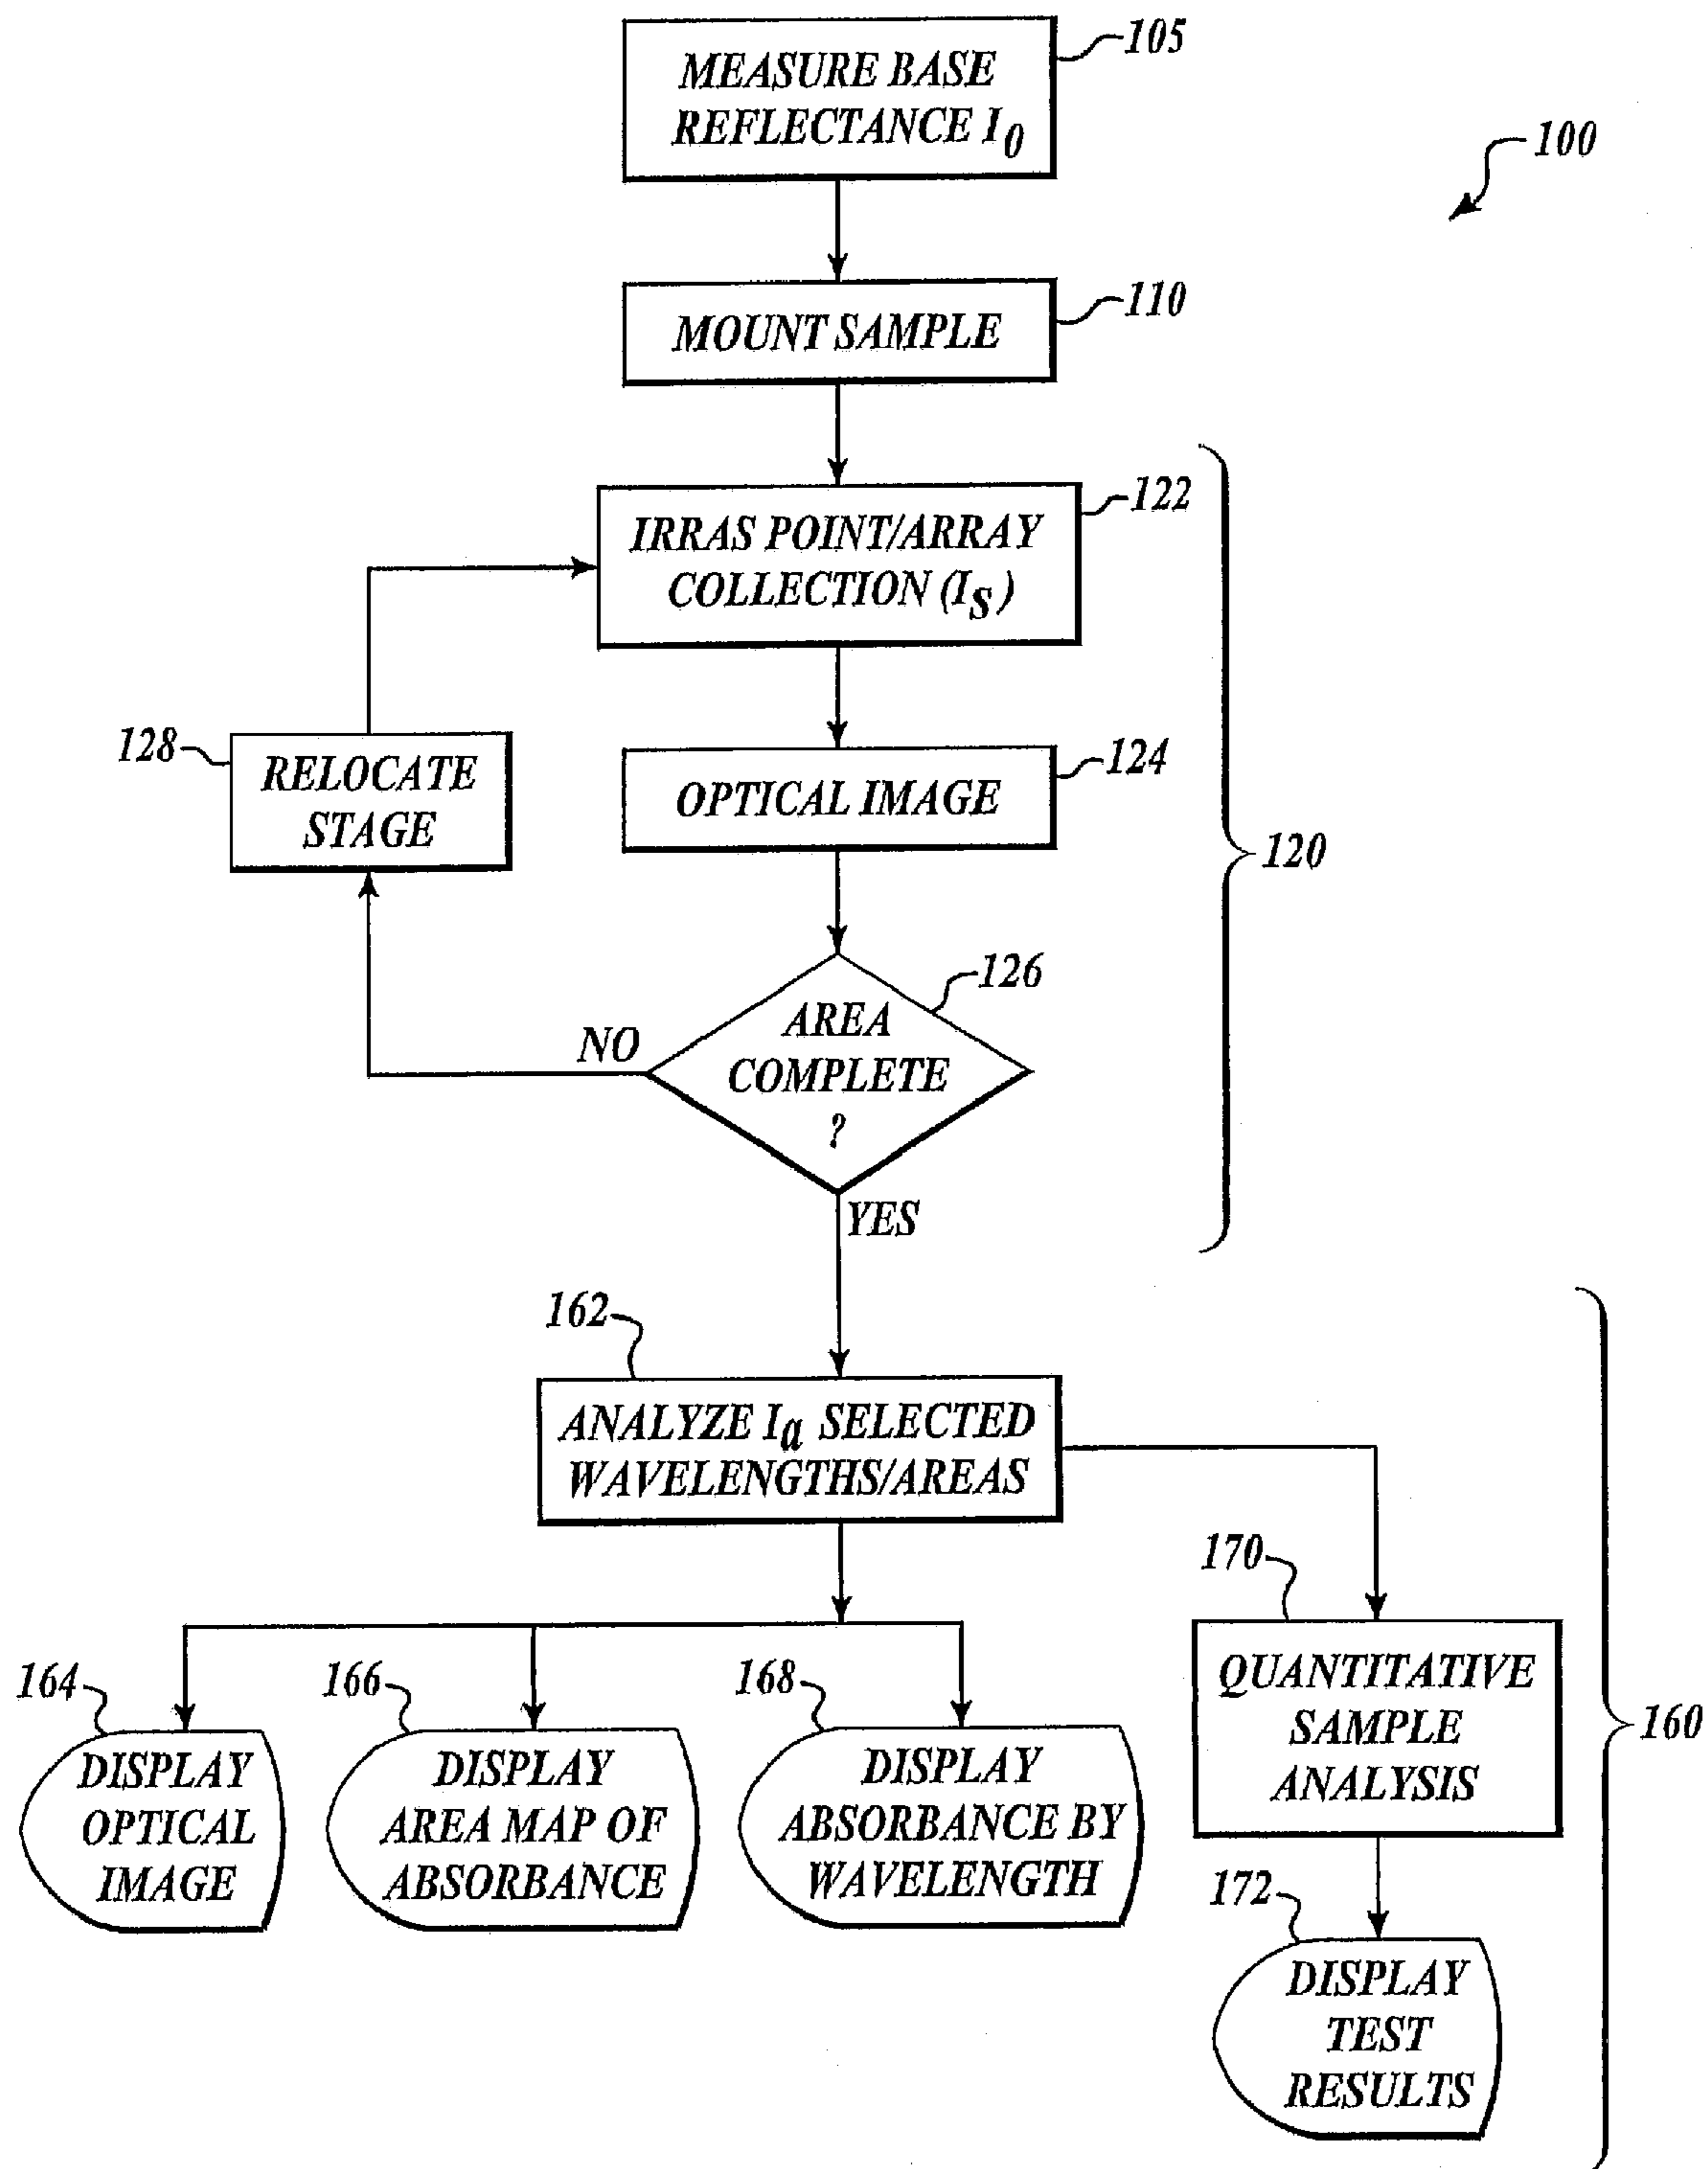 105
MEASURE BASE
REFLECTANCE I0
100
110
MOUNT SAMPLE
122
IRRAS POINT/ARRAY
COLLECTION (IS)
128
RELOCATE
STAGE
124
OPTICAL IMAGE
120
126
AREA
COMPLETE
?
NO
YES
162
ANALYZE Ia SELECTED
WAVELENGTHS/AREAS
170
QUANTITATIVE
SAMPLE
ANALYSIS
160
164
DISPLAY
OPTICAL
IMAGE
166
DISPLAY
AREA MAP OF
ABSORBANCE
168
DISPLAY
ABSORBANCE BY
WAVELENGTH
172
DISPLAY
TEST
RESULTS